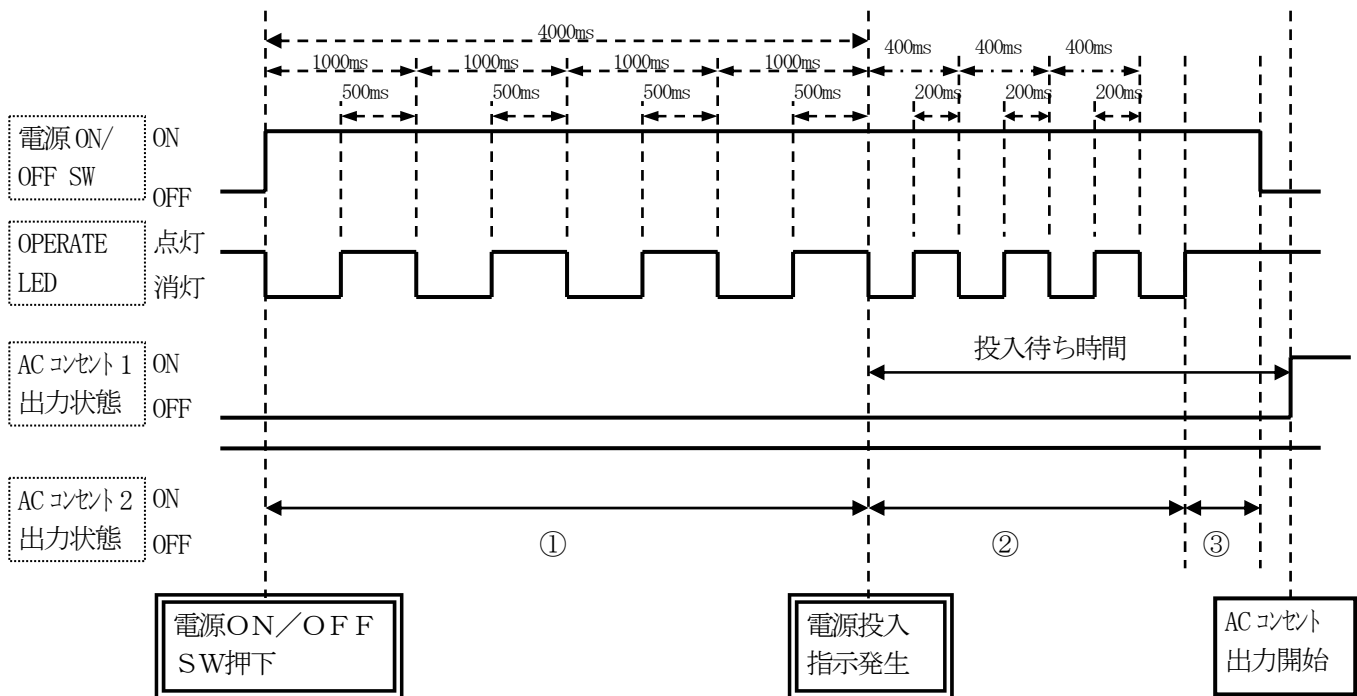 4000ms
1000ms 1000ms 1000ms 1000ms 400ms 400ms 400ms
500ms 500ms 500ms 500ms 200ms 200ms 200ms
電源ON/
OFF SW
ON
OFF
OPERATE
LED
点灯
消灯
ACコンセント1
出力状態
ON
OFF
投入待ち時間
ACコンセント2
出力状態
ON
OFF
① ② ③
電源ON/OFF
SW押下
電源投入
指示発生
ACコンセント
出力開始